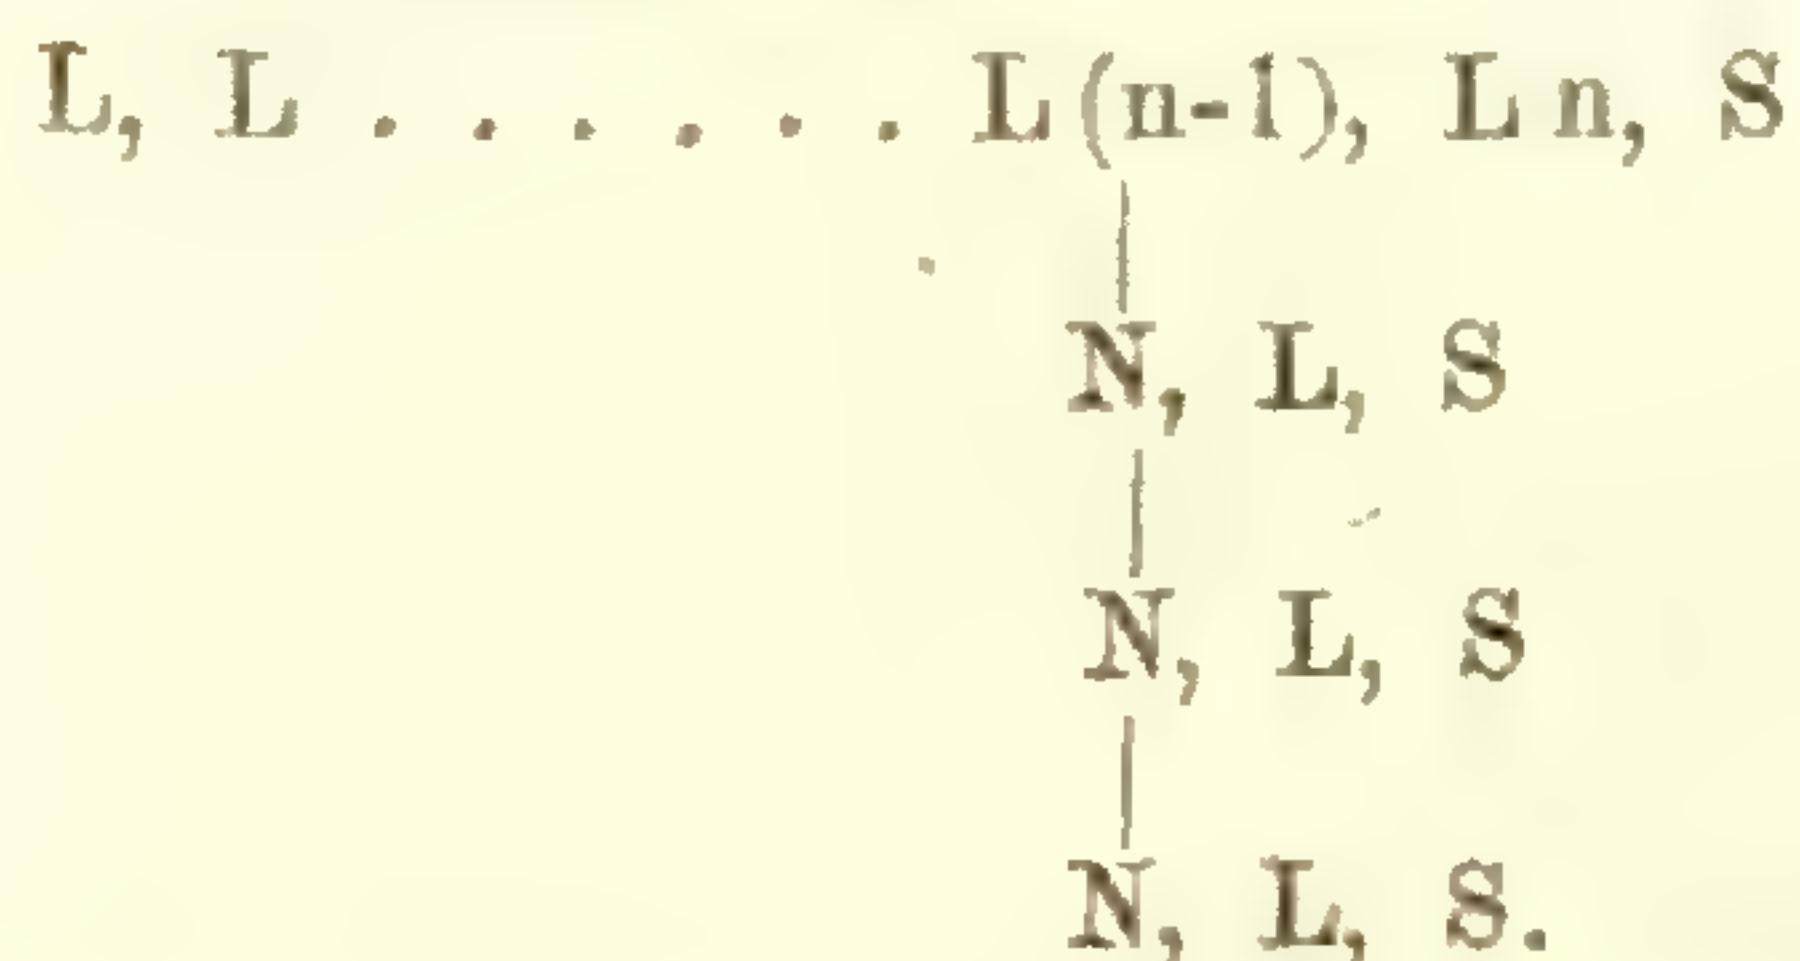 L, L . . . . . . L(n-1), L n, S
N, L, S
N, L, S
N, L, S.